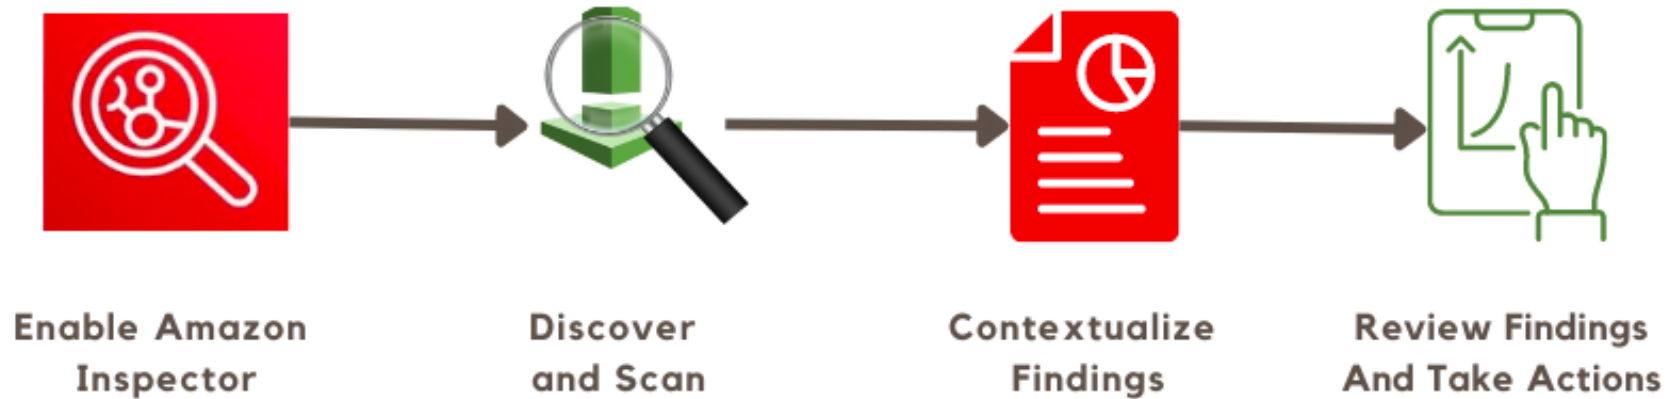 Enable Amazon
Inspector
Discover
and Scan
Contextualize
Findings
Review Findings
And Take Actions